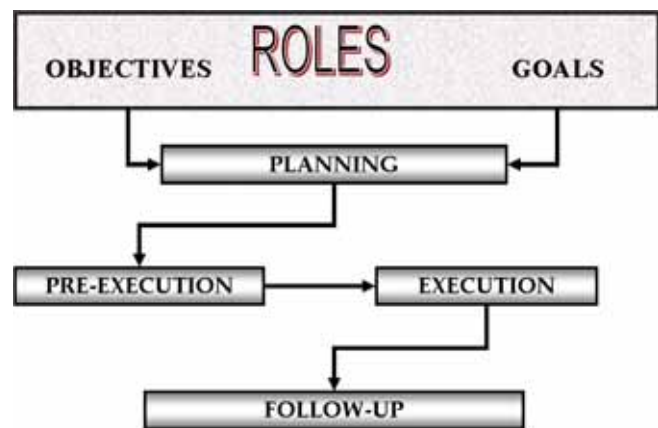 OBJECTIVES ROLES GOALS
PLANNING
PRE-EXECUTION EXECUTION
FOLLOW-UP